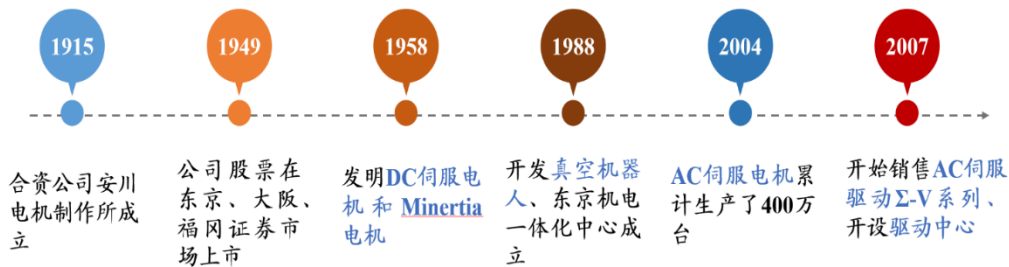 1915
1949
1958
1988
2004
2007
合资公司安川
电机制作所成
立
公司股票在
东京、大阪、
福冈证券市
场上市
发明DC伺服电
机和 Minertia
电机
开发真空机器
人、东京机电
一体化中心成
立
AC伺服电机累
计生产了400万
台
开始销售AC伺服
驱动Σ-V系列、
开设驱动中心